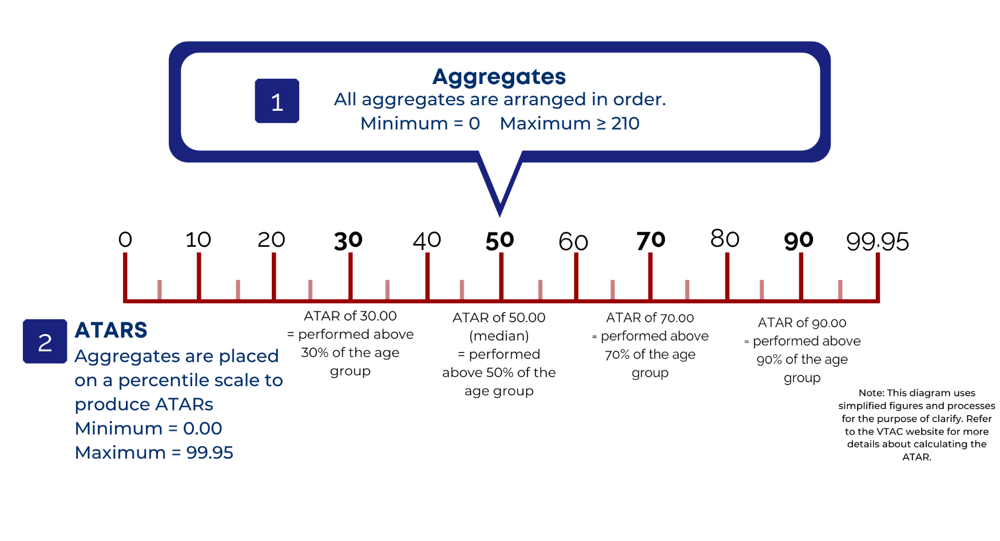 Aggregates
1
All aggregates are arranged in order.
Minimum = 0 Maximum ≥ 210
0 10 20 30 40 50 60 70 80 90 99.95
2
ATARS
Aggregates are placed
on a percentile scale to
produce ATARs
Minimum = 0.00
Maximum = 99.95
ATAR of 30.00
= performed above
30% of the age
group
ATAR of 50.00
(median)
= performed
above 50% of the
age group
ATAR of 70.00
= performed above
70% of the age
group
ATAR of 90.00
= performed above
90% of the age
group
Note: This diagram uses
simplified figures and processes
for the purpose of clarify. Refer
to the VTAC website for more
details about calculating the
ATAR.